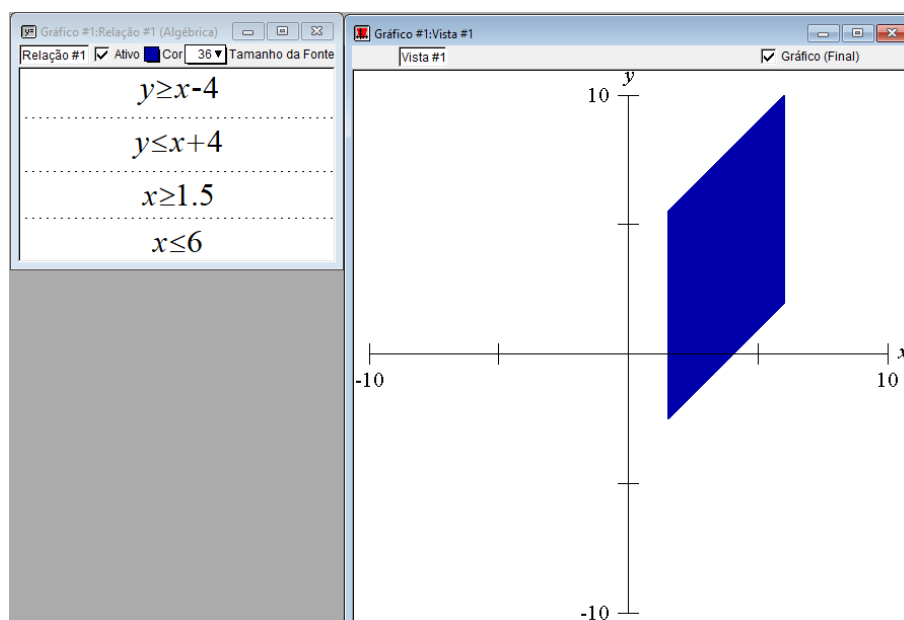 Gráfico #1:Relação #1 (Algébrica)
Relação #1 Ativo Cor 36 Tamanho da Fonte
y≥x-4
y≤x+4
x≥1.5
x≤6
Gráfico #1:Vista #1
Vista #1 Gráfico (Final)
y
10
x
-10 10
-10